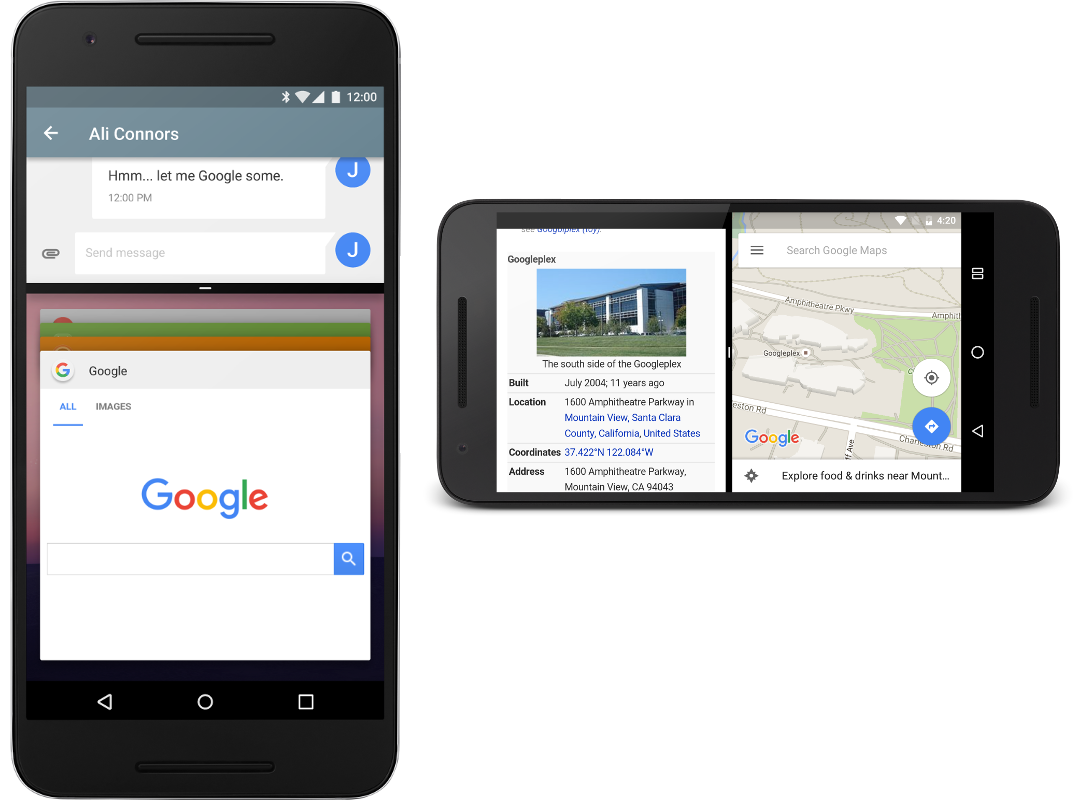 12:00
Ali Connors
Hmm... let me Google some.
12:00 PM
J
Send message
J
Google
ALL IMAGES
Google
see Googolplex (toy).
Googleplex
The south side of the Googleplex
Built July 2004; 11 years ago
Location 1600 Amphitheatre Parkway in
Mountain View, Santa Clara
County, California, United States
Coordinates 37.422°N 122.084°W
Address 1600 Amphitheatre Parkway,
Mountain View, CA 94043
4:20
Search Google Maps
Amphitheatre Pkwy
Amphit
Googleplex
eston Rd
Google
ff Ave
Charleston Rd
Explore food & drinks near Mount...